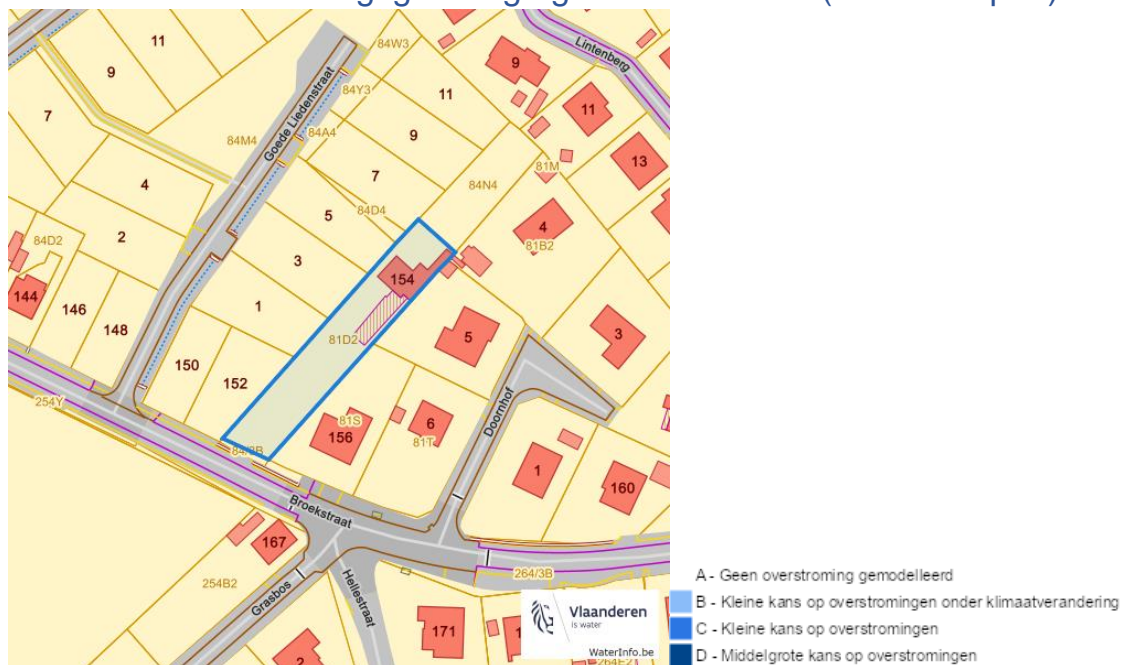 11
9
7
4
2
84D2
144
146
148
150
152
254Y
84M4
Goede Liedenstraat
84W3
84Y3
84A4
11
9
7
84D4
5
3
1
81D2
154
84N4
81M
Lintenberg
9
11
13
4
81B2
3
5
Doornhof
6
81T
81S
156
1
160
Broekstraat
264/3B
167
254B2
Grasbos
Hellestraat
171
2
264E2
Vlaanderen
is water
WaterInfo.be
A - Geen overstroming gemodelleerd
B - Kleine kans op overstromingen onder klimaatverandering
C - Kleine kans op overstromingen
D - Middelgrote kans op overstromingen